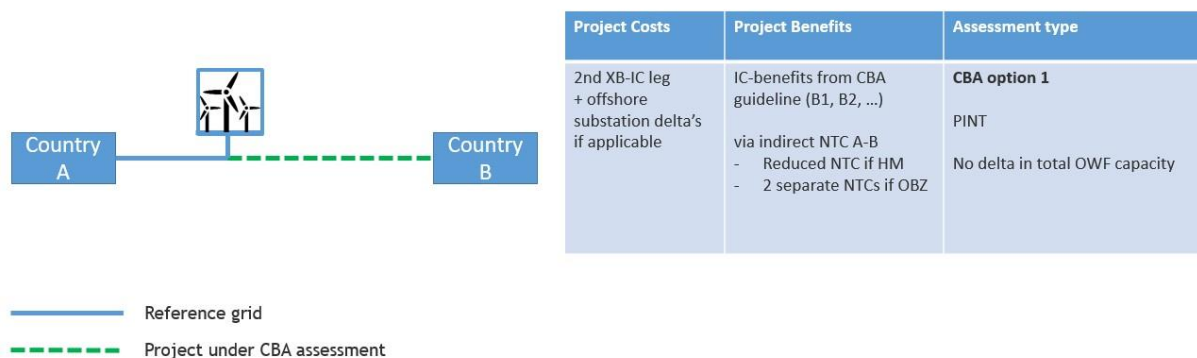 Country
A
Country
B
Project Costs
Project Benefits
Assessment type
2nd XB-IC leg
+ offshore
substation delta's
if applicable
IC-benefits from CBA
guideline (B1, B2, ...)
via indirect NTC A-B
- Reduced NTC if HM
- 2 separate NTCs if OBZ
CBA option 1
PINT
No delta in total OWF capacity
Reference grid
Project under CBA assessment